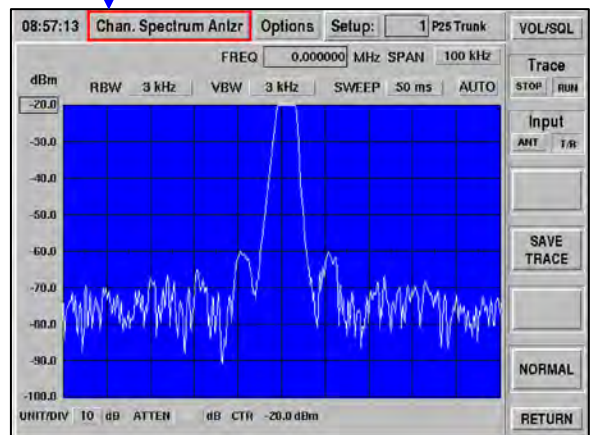 08:57:13 Chan. Spectrum Anlzr Options Setup: 1 P25 Trunk VOL/SQL
FREQ 0.000000 MHz SPAN 100 kHz
dBm RBW 3 kHz VBW 3 kHz SWEEP 50 ms AUTO
Trace
STOP RUN
Input
ANT T/R
SAVE
TRACE
NORMAL
RETURN
-20.0
-30.0
-40.0
-50.0
-60.0
-70.0
-80.0
-90.0
-100.0
UNIT/DIV 10 dB ATTEN dB CTR -20.0 dBm